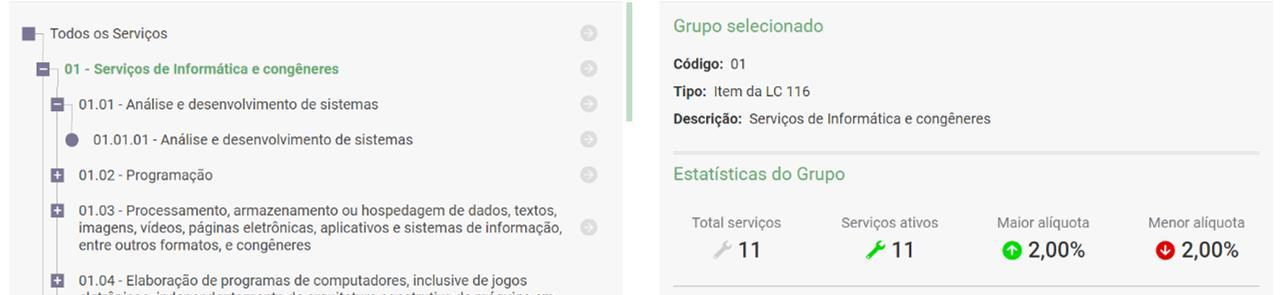 Todos os Serviços
01 - Serviços de Informática e congêneres
01.01 - Análise e desenvolvimento de sistemas
01.01.01 - Análise e desenvolvimento de sistemas
01.02 - Programação
01.03 - Processamento, armazenamento ou hospedagem de dados, textos,
imagens, vídeos, páginas eletrônicas, aplicativos e sistemas de informação,
entre outros formatos, e congêneres
01.04 - Elaboração de programas de computadores, inclusive de jogos
Grupo selecionado
Código: 01
Tipo: Item da LC 116
Descrição: Serviços de Informática e congêneres
Estatísticas do Grupo
Total serviços Serviços ativos Maior alíquota Menor alíquota
11 11 2,00% 2,00%